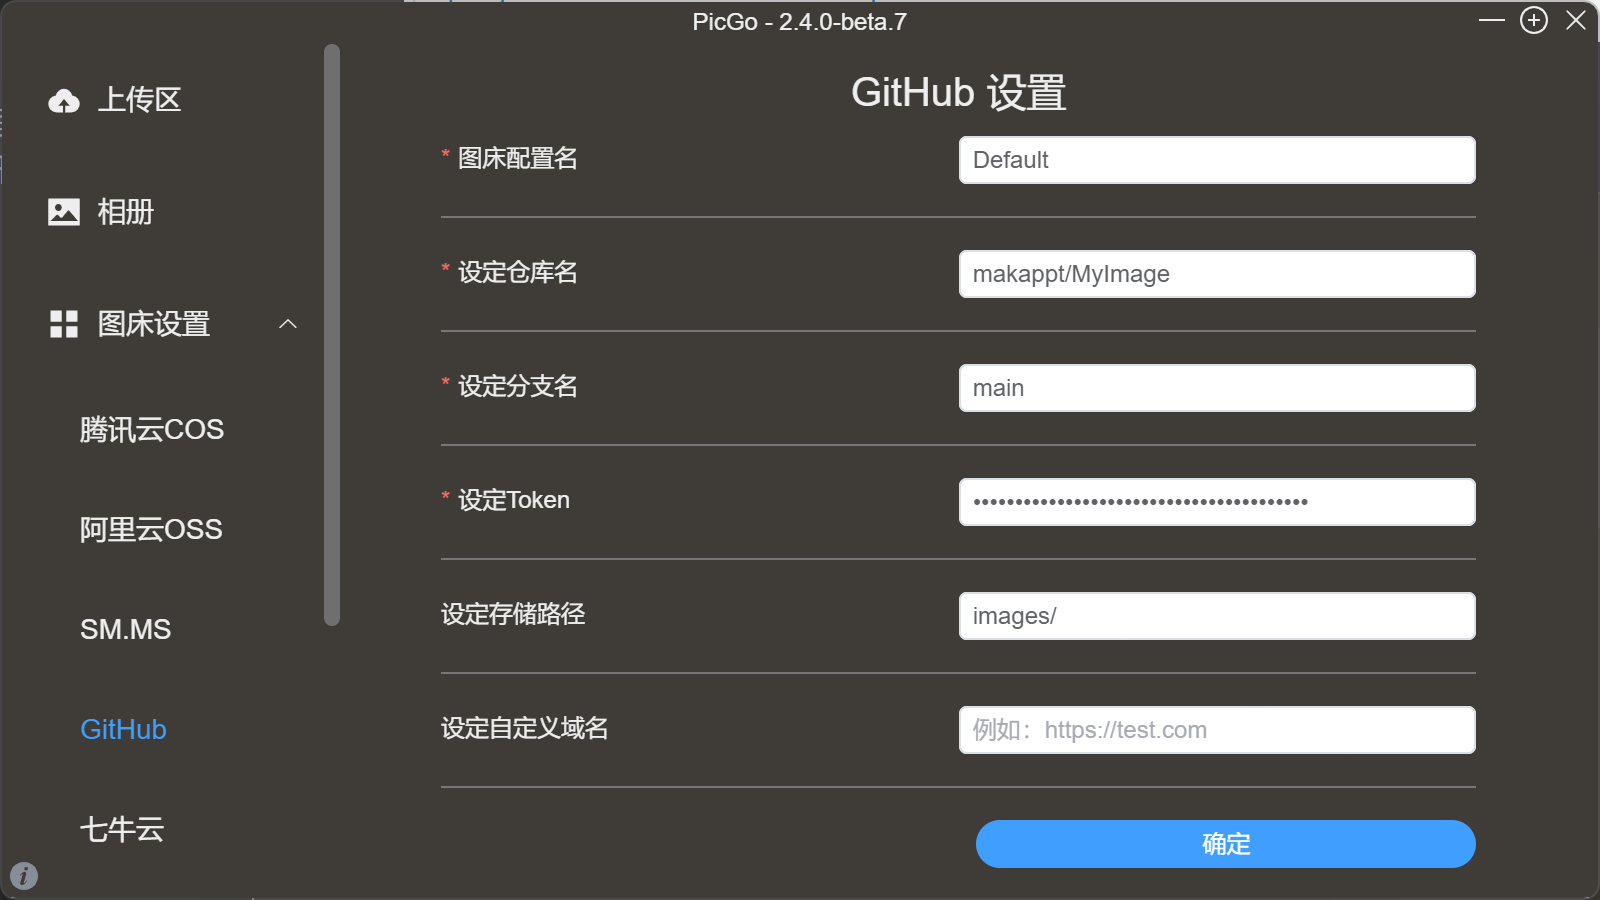 PicGo - 2.4.0-beta.7
上传区
相册
图床设置
腾讯云COS
阿里云OSS
SM.MS
GitHub
七牛云
GitHub 设置
* 图床配置名
Default
* 设定仓库名
makappt/MyImage
* 设定分支名
main
* 设定Token
••••••••••••••••••••••••••••••••••••••••
设定存储路径
images/
设定自定义域名
例如：https://test.com
确定